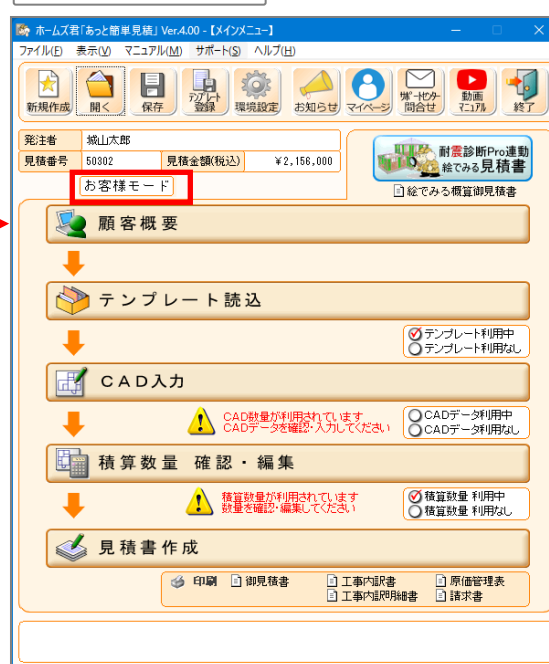 ホームズ君「あっと簡単見積」Ver.4.00 -【メインメニュー】
ファイル(F) 表示(V) マニュアル(M) サポート(S) ヘルプ(H)
新規作成 開く 保存 テンプレート 登録 環境設定 お知らせ マイページ サポートセンター 問合せ 動画 マニュアル 終了
発注者 城山太郎
見積番号 50302 見積金額(税込) ¥2,156,000
お客様モード
耐震診断Pro連動
絵でみる見積書
絵でみる概算御見積書
顧客概要
テンプレート読込
テンプレート利用中
テンプレート利用なし
CAD入力
CAD数量が利用されています
CADデータを確認・入力してください
CADデータ利用中
CADデータ利用なし
積算数量 確認・編集
積算数量が利用されています
数量を確認・編集してください
積算数量 利用中
積算数量 利用なし
見積書作成
印刷 御見積書 工事内訳書 原価管理表
工事内訳明細書 請求書